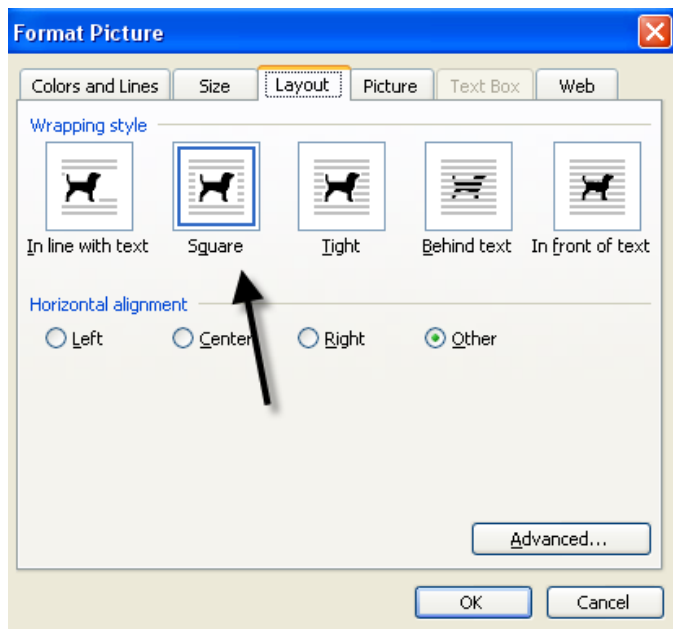 Format Picture
Colors and Lines Size Layout Picture Text Box Web
Wrapping style
In line with text Square Tight Behind text In front of text
Horizontal alignment
Left Center Right Other
Advanced...
OK Cancel